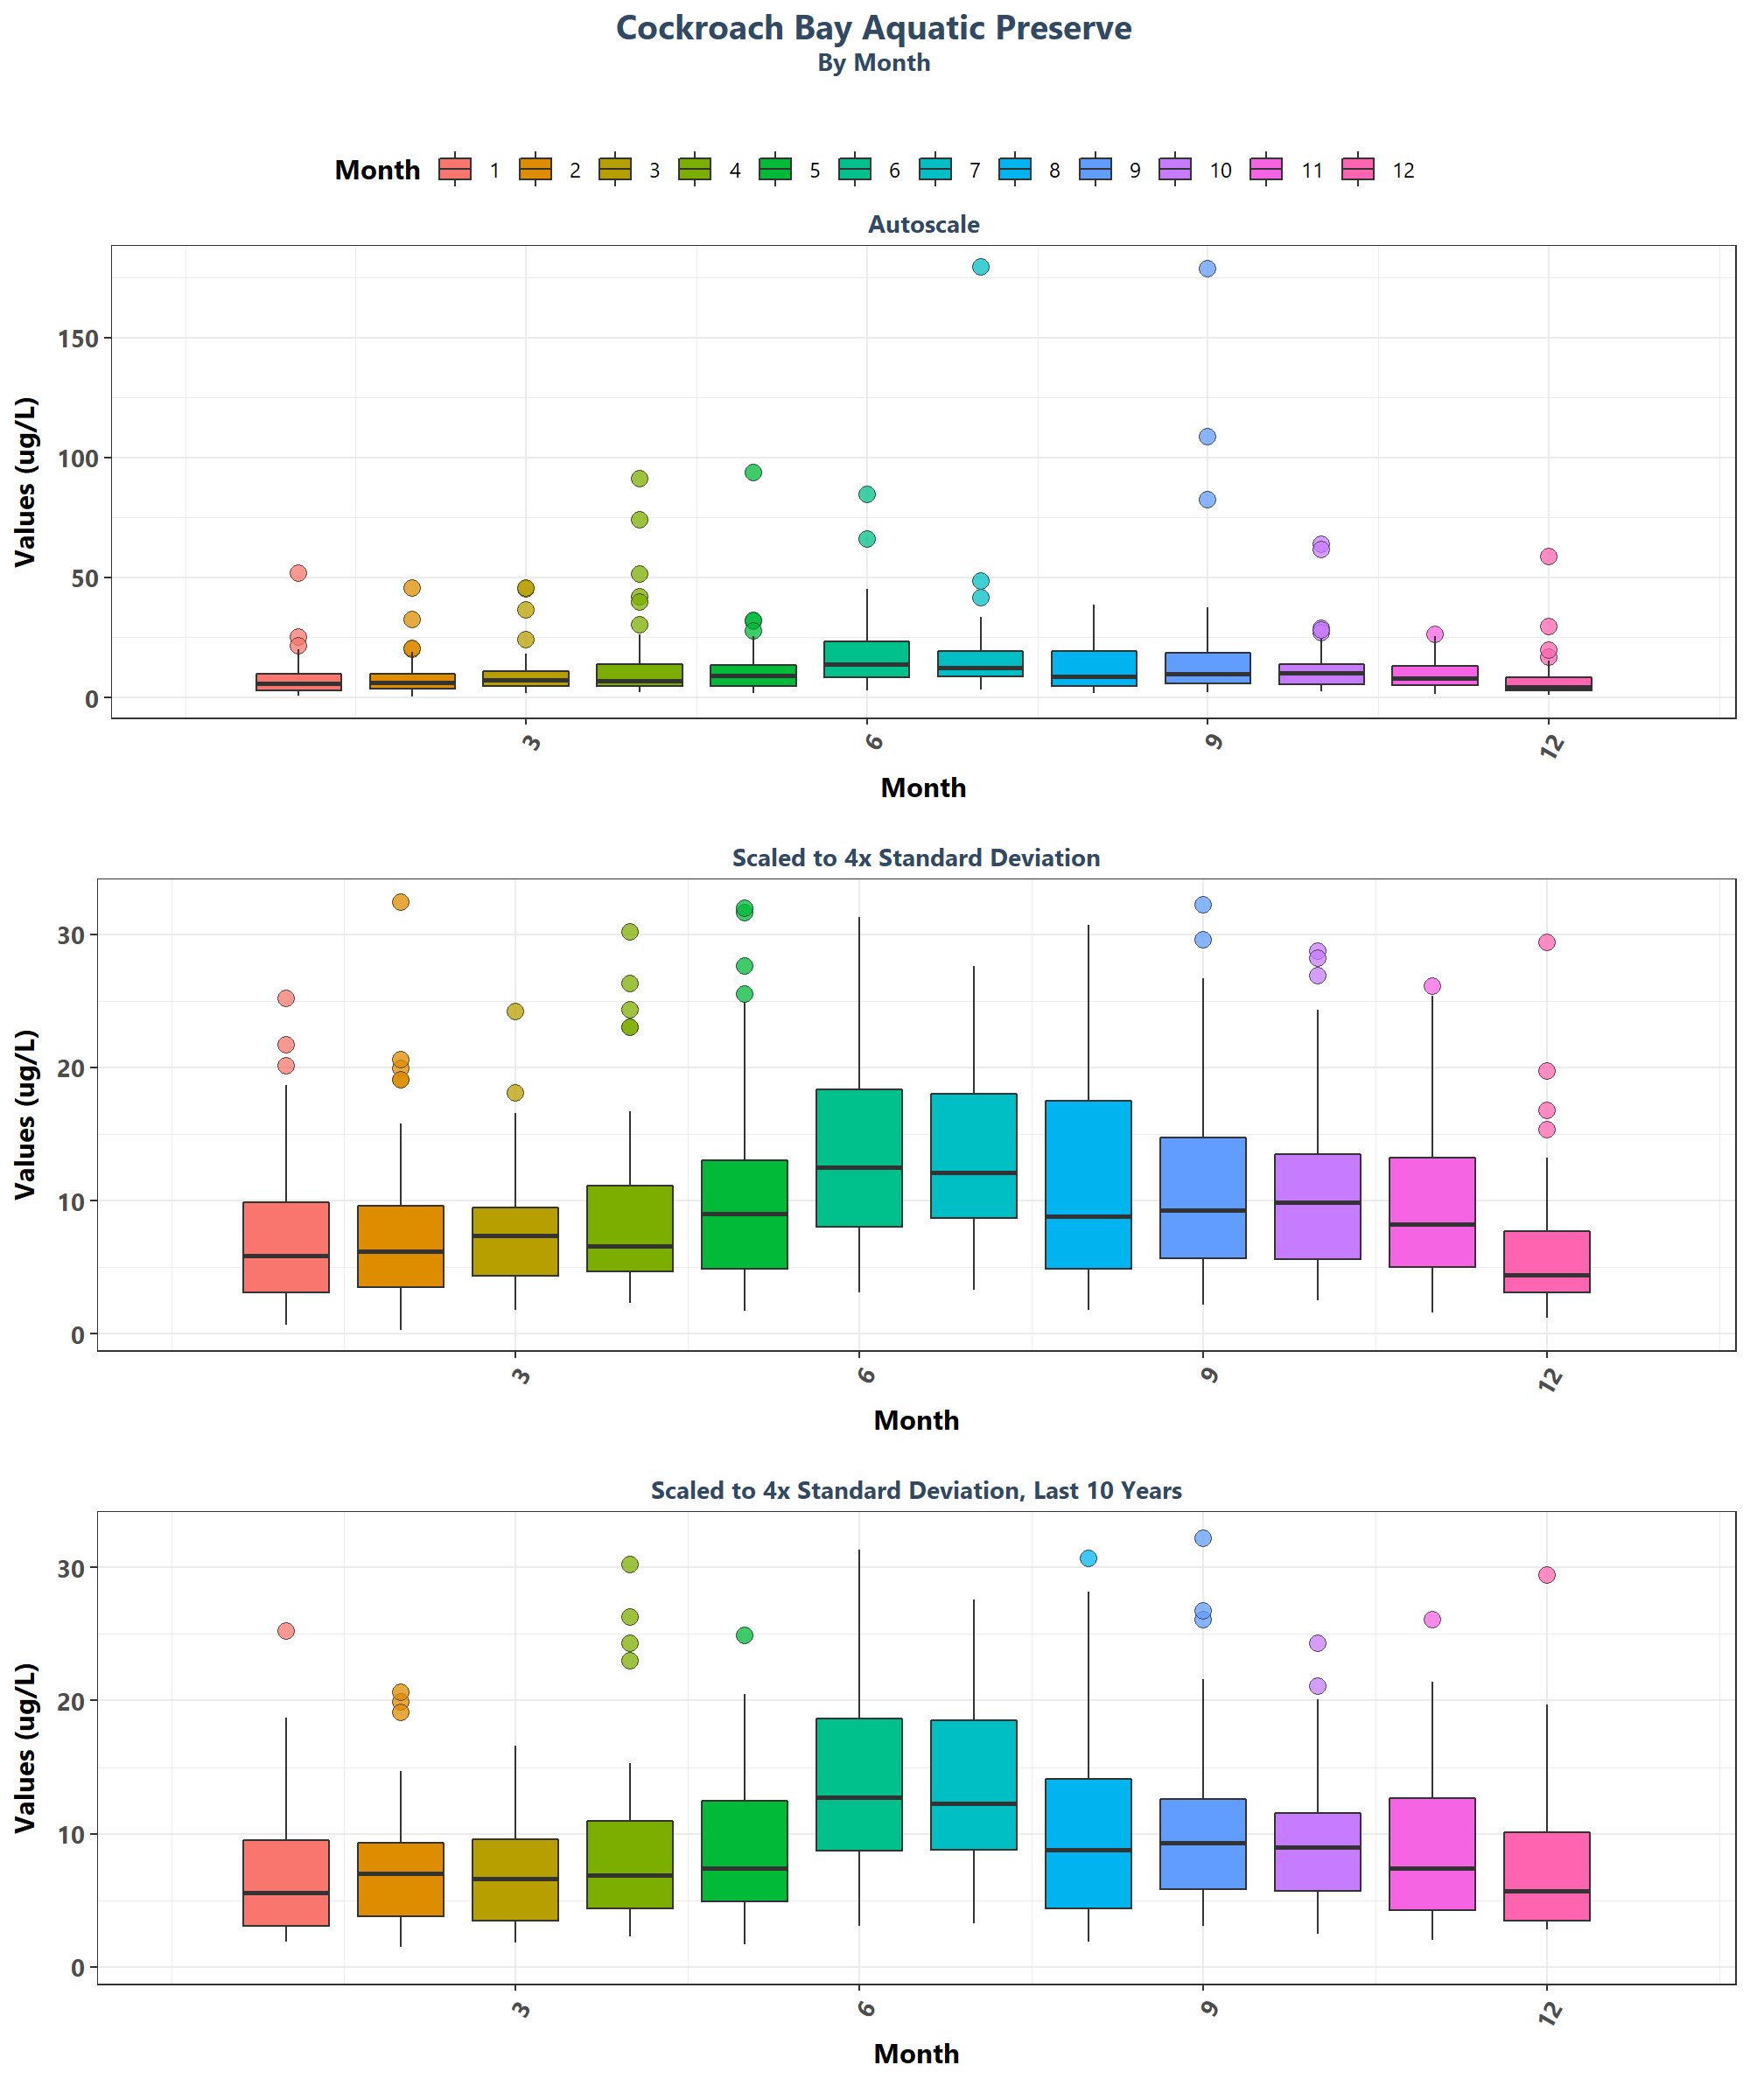 Cockroach Bay Aquatic Preserve
By Month
Month 1 2 3 4 5 6 7 8 9 10 11 12
Autoscale
Values (ug/L)
150
100
50
0
3 6 9 12
Month
Scaled to 4x Standard Deviation
Values (ug/L)
30
20
10
0
3 6 9 12
Month
Scaled to 4x Standard Deviation, Last 10 Years
Values (ug/L)
30
20
10
0
3 6 9 12
Month